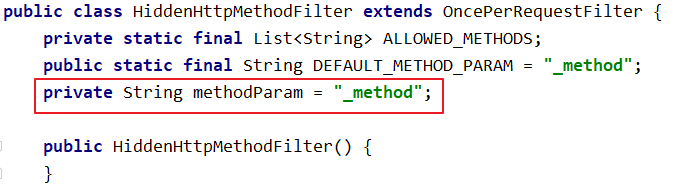 public class HiddenHttpMethodFilter extends OncePerRequestFilter {
    private static final List<String> ALLOWED_METHODS;
    public static final String DEFAULT_METHOD_PARAM = "_method";
    private String methodParam = "_method";
    public HiddenHttpMethodFilter() {
    }